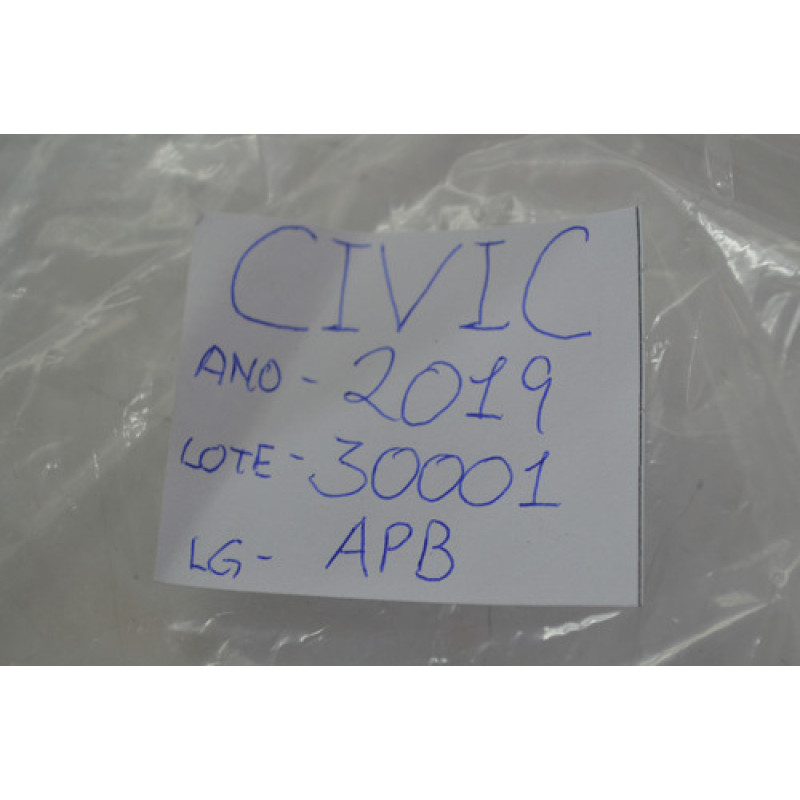 CIVIC
ANO - 2019
LOTE - 30001
LG - APB